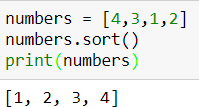 numbers = [4,3,1,2]
numbers.sort()
print(numbers)
[1, 2, 3, 4]